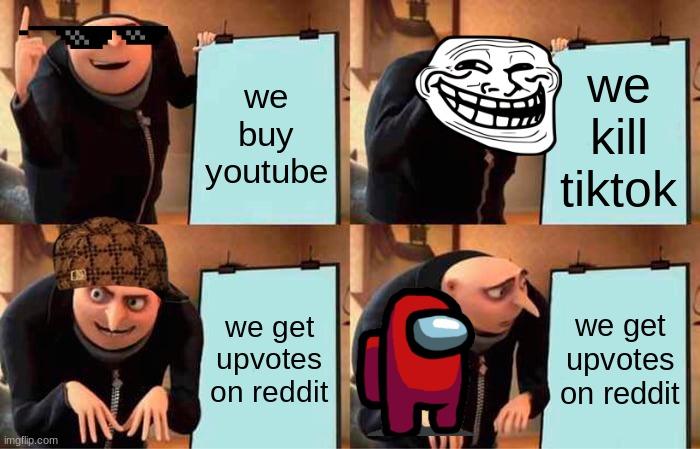 we
buy
youtube
we
kill
tiktok
we get
upvotes
on reddit
we get
upvotes
on reddit
imgflip.com